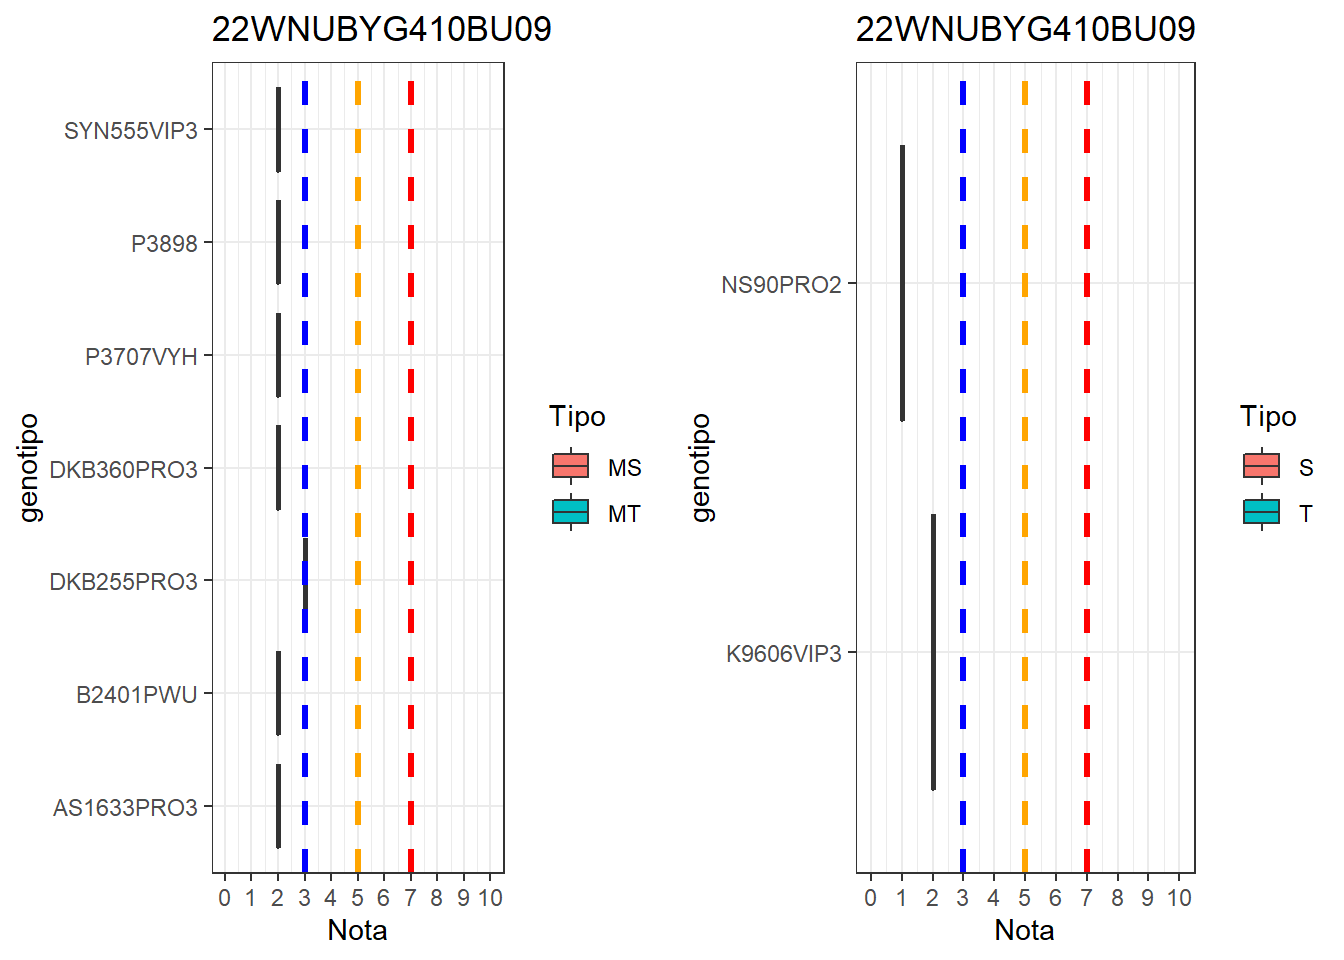 22WNUBYG410BU09
SYN555VIP3
P3898
P3707VYH
DKB360PRO3
DKB255PRO3
B2401PWU
AS1633PRO3
genotipo
0 1 2 3 4 5 6 7 8 9 10
Nota
Tipo
MS
MT
22WNUBYG410BU09
NS90PRO2
K9606VIP3
genotipo
0 1 2 3 4 5 6 7 8 9 10
Nota
Tipo
S
T